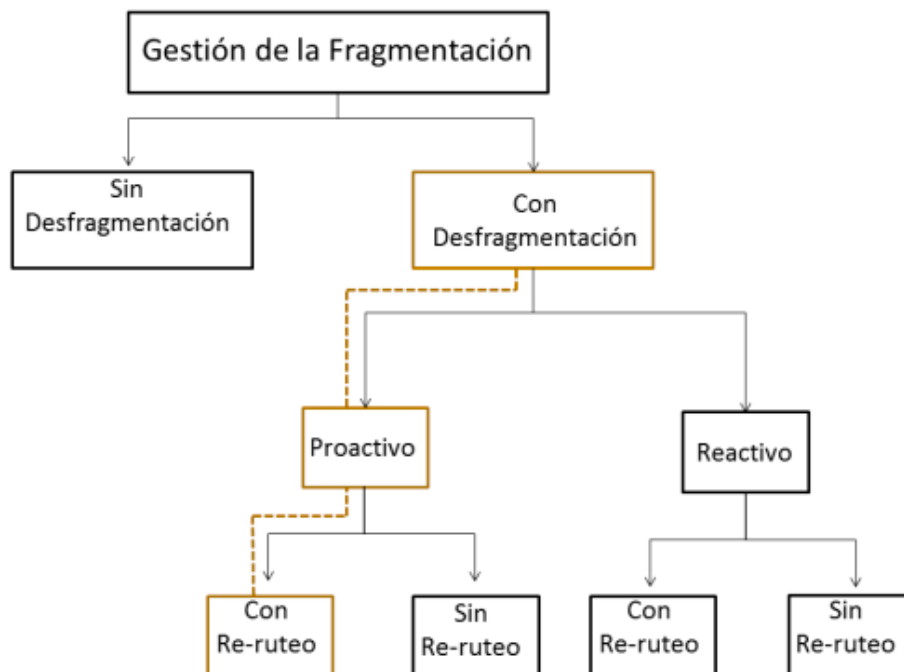 Gestión de la Fragmentación
Sin
Desfragmentación
Con
Desfragmentación
Proactivo
Reactivo
Con
Re-ruteo
Sin
Re-ruteo
Con
Re-ruteo
Sin
Re-ruteo